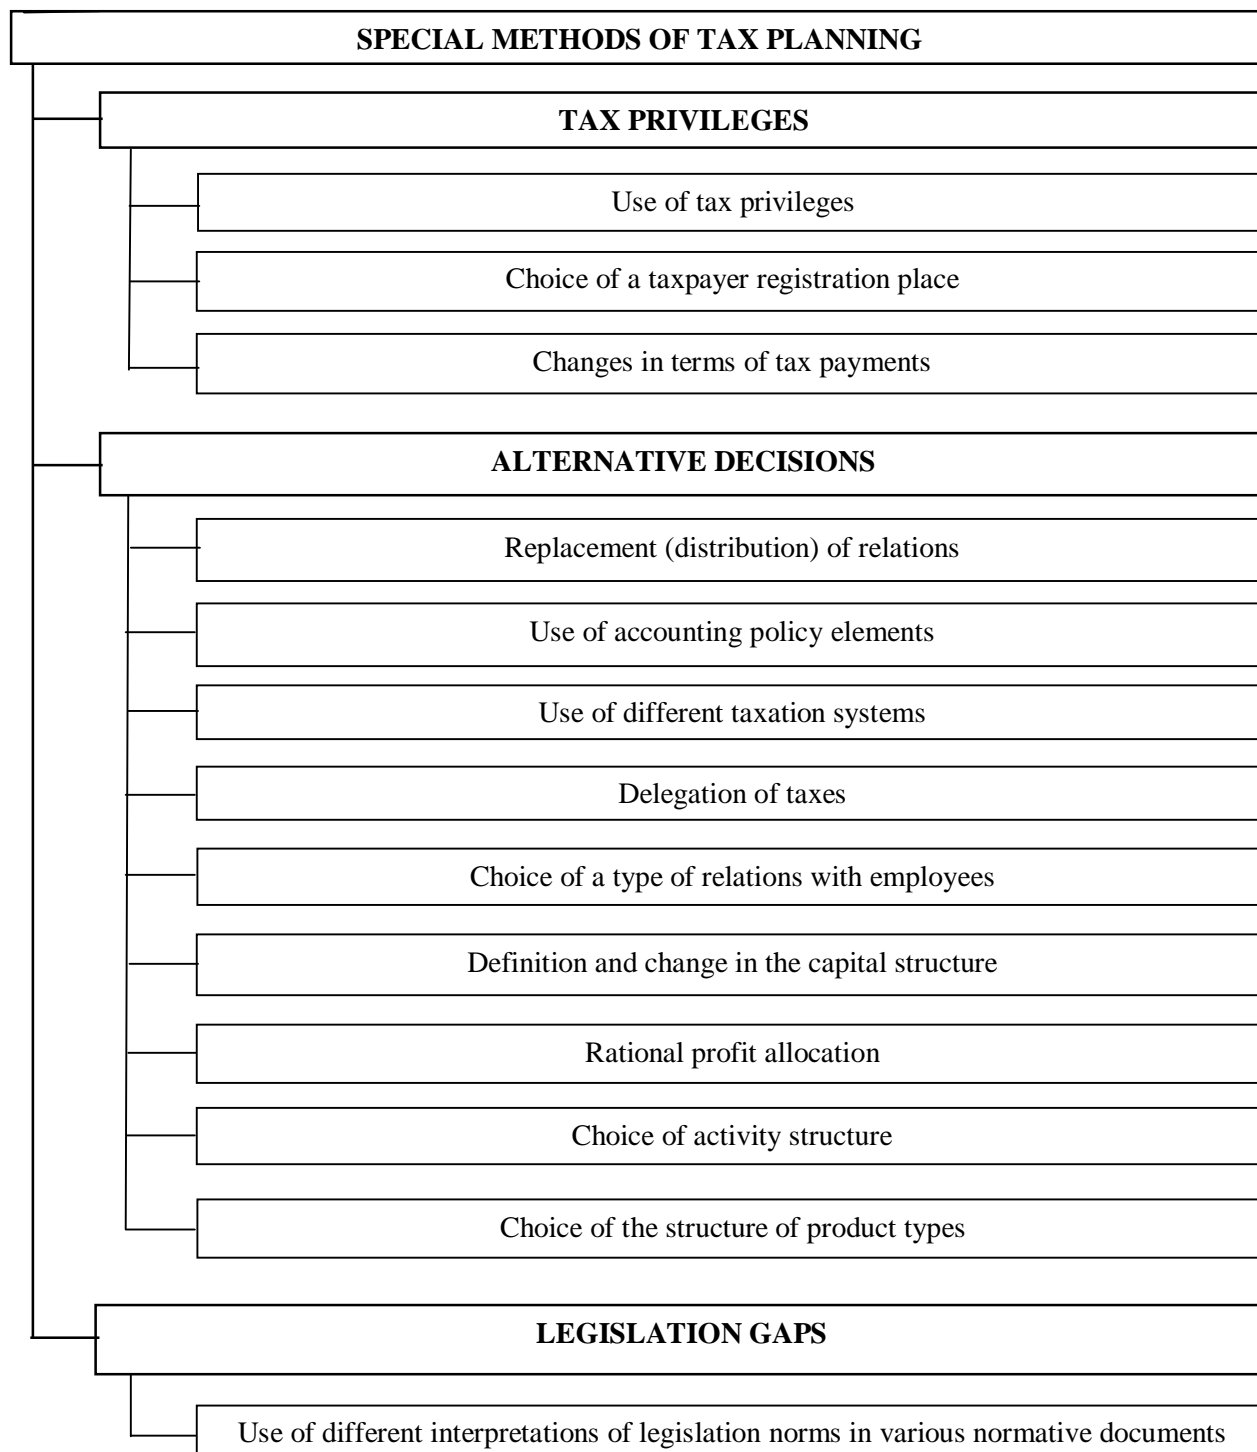 SPECIAL METHODS OF TAX PLANNING
TAX PRIVILEGES
Use of tax privileges
Choice of a taxpayer registration place
Changes in terms of tax payments
ALTERNATIVE DECISIONS
Replacement (distribution) of relations
Use of accounting policy elements
Use of different taxation systems
Delegation of taxes
Choice of a type of relations with employees
Definition and change in the capital structure
Rational profit allocation
Choice of activity structure
Choice of the structure of product types
LEGISLATION GAPS
Use of different interpretations of legislation norms in various normative documents